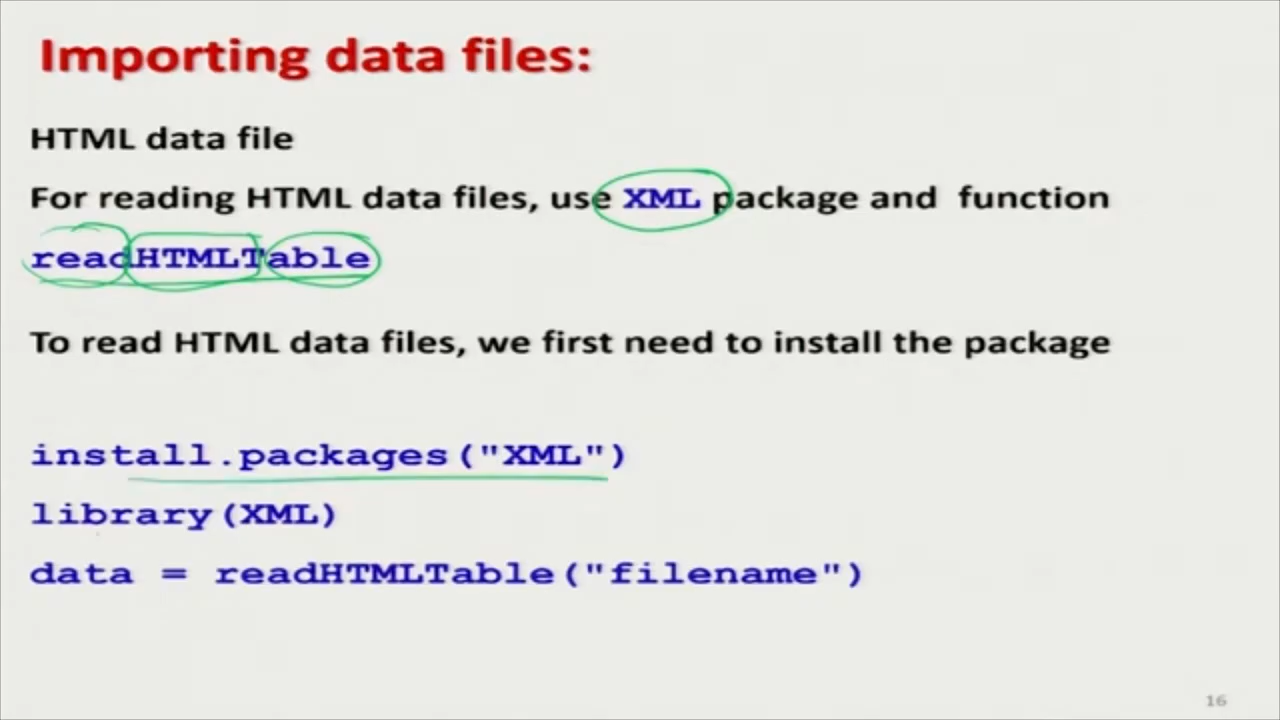 Importing data files:
HTML data file
For reading HTML data files, use XML package and function
readHTMLTable
To read HTML data files, we first need to install the package
install.packages("XML")
library(XML)
data = readHTMLTable("filename")
16